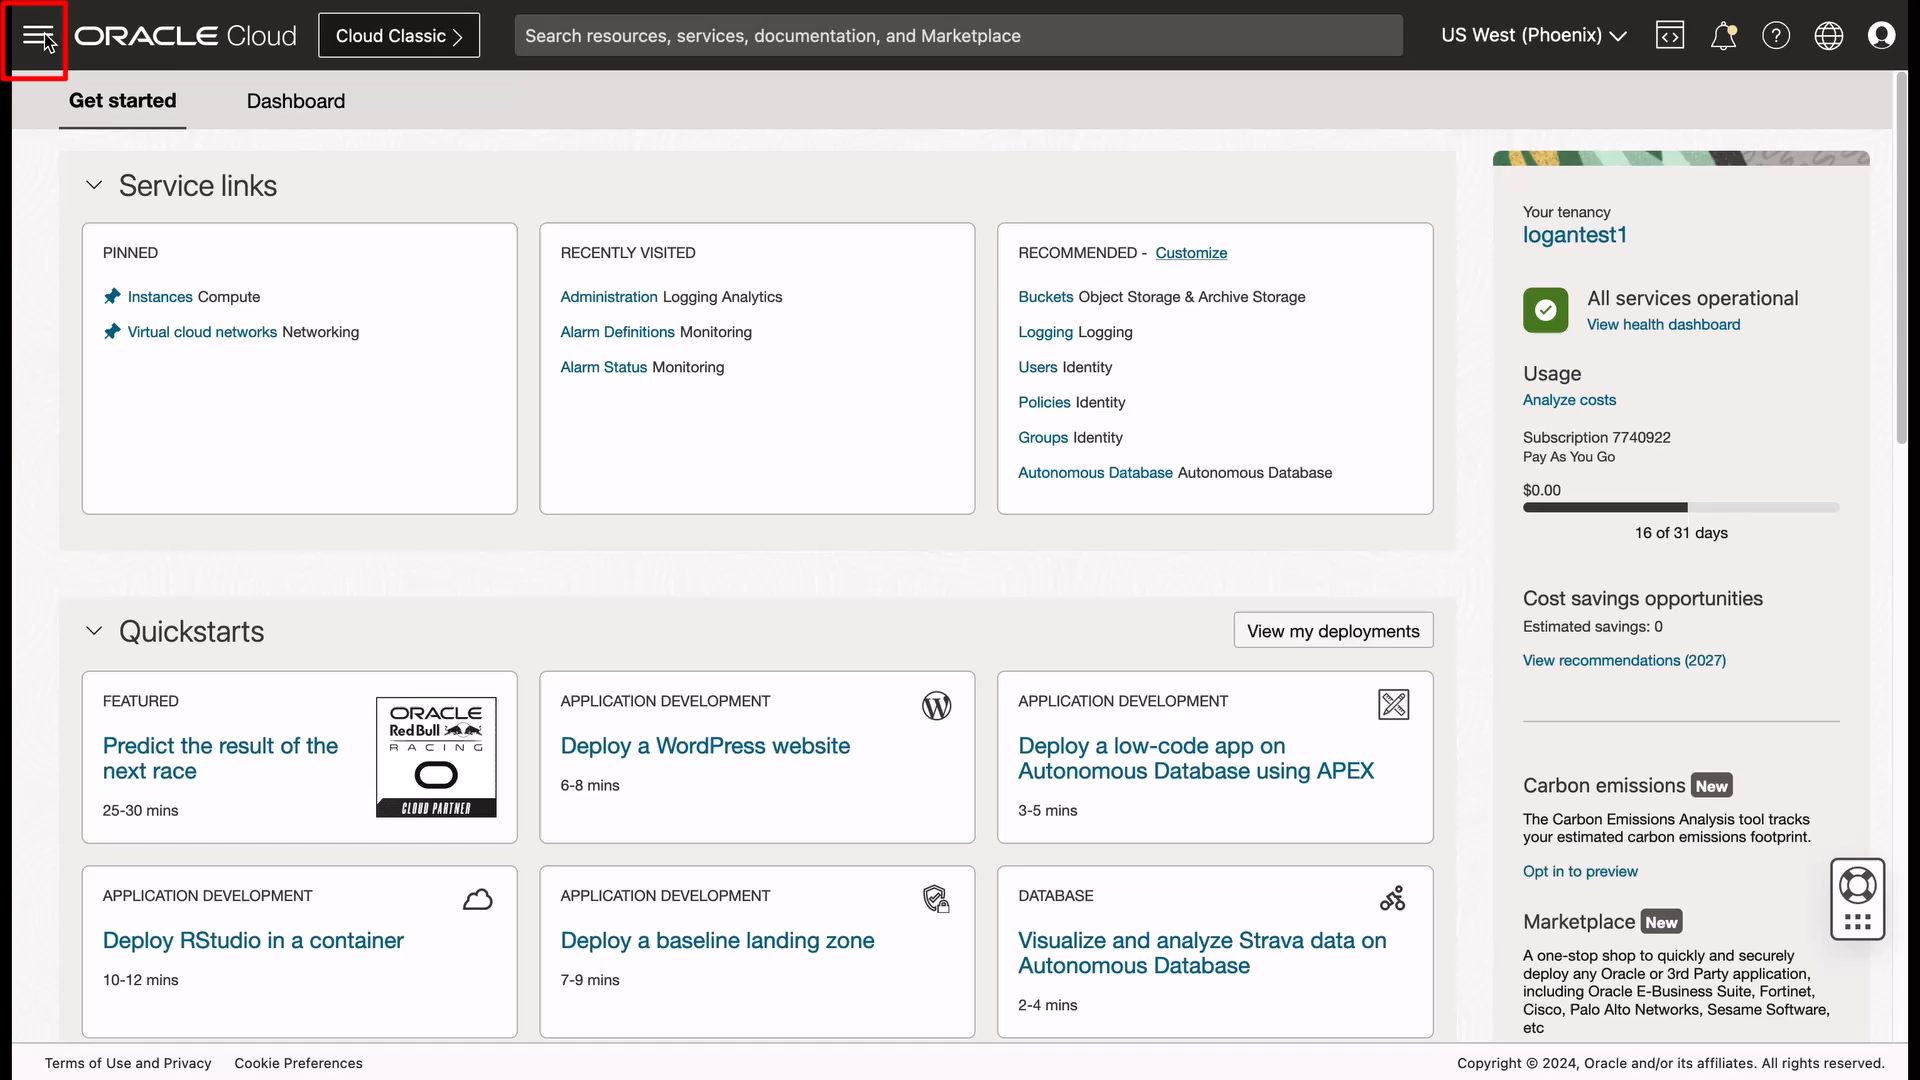 ORACLE Cloud
Cloud Classic
Search resources, services, documentation, and Marketplace
US West (Phoenix)
Get started
Dashboard
Service links
PINNED
Instances Compute
Virtual cloud networks Networking
RECENTLY VISITED
Administration Logging Analytics
Alarm Definitions Monitoring
Alarm Status Monitoring
RECOMMENDED - Customize
Buckets Object Storage & Archive Storage
Logging Logging
Users Identity
Policies Identity
Groups Identity
Autonomous Database Autonomous Database
Quickstarts
View my deployments
FEATURED
Predict the result of the
next race
25-30 mins
ORACLE
Red Bull
RACING
CLOUD PARTNER
APPLICATION DEVELOPMENT
Deploy a WordPress website
6-8 mins
APPLICATION DEVELOPMENT
Deploy a low-code app on
Autonomous Database using APEX
3-5 mins
APPLICATION DEVELOPMENT
Deploy RStudio in a container
10-12 mins
APPLICATION DEVELOPMENT
Deploy a baseline landing zone
7-9 mins
DATABASE
Visualize and analyze Strava data on
Autonomous Database
2-4 mins
Your tenancy
logantest1
All services operational
View health dashboard
Usage
Analyze costs
Subscription 7740922
Pay As You Go
$0.00
16 of 31 days
Cost savings opportunities
Estimated savings: 0
View recommendations (2027)
Carbon emissions New
The Carbon Emissions Analysis tool tracks
your estimated carbon emissions footprint.
Opt in to preview
Marketplace New
A one-stop shop to quickly and securely
deploy any Oracle or 3rd Party application,
including Oracle E-Business Suite, Fortinet,
Cisco, Palo Alto Networks, Sesame Software,
etc
Terms of Use and Privacy
Cookie Preferences
Copyright © 2024, Oracle and/or its affiliates. All rights reserved.